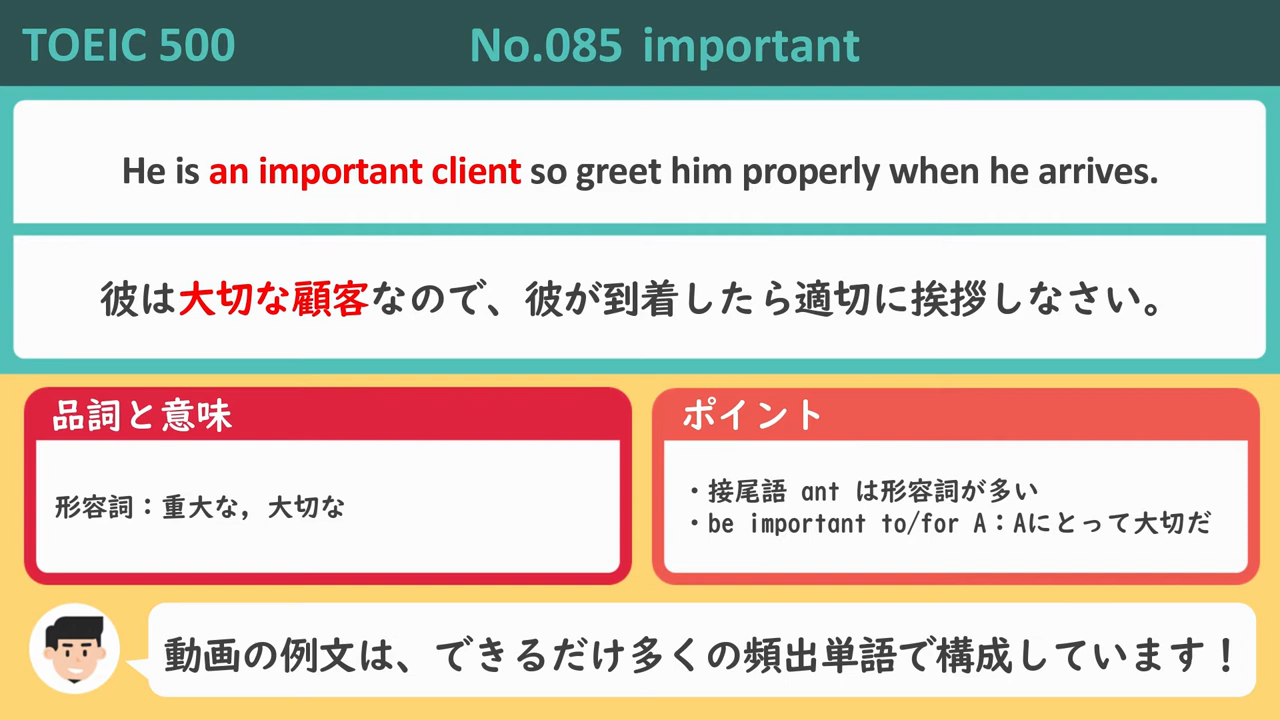 TOEIC 500
No.085 important
He is an important client so greet him properly when he arrives.
彼は大切な顧客なので、彼が到着したら適切に挨拶しなさい。
品詞と意味
形容詞：重大な，大切な
ポイント
・接尾語 ant は形容詞が多い
・be important to/for A：Aにとって大切だ
動画の例文は、できるだけ多くの頻出単語で構成しています！